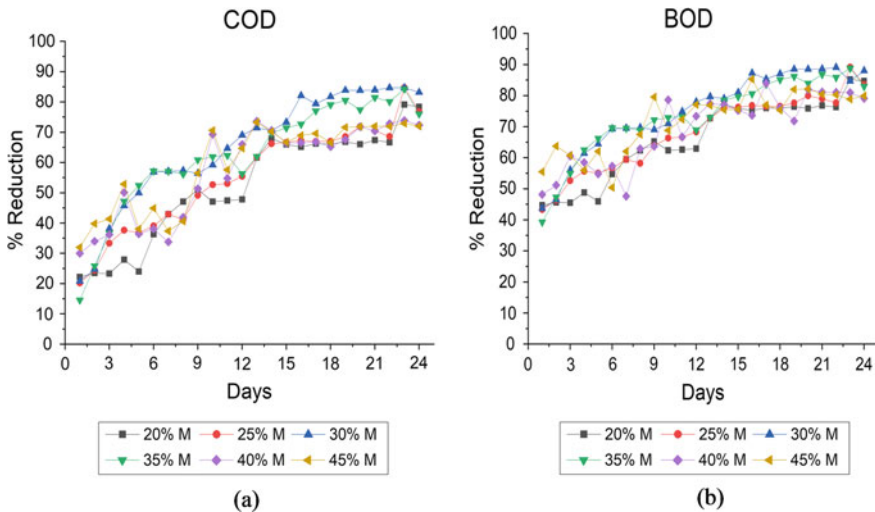 COD
% Reduction
100
90
80
70
60
50
40
30
20
10
0
0 3 6 9 12 15 18 21 24
Days
20% M 25% M 30% M
35% M 40% M 45% M
(a)
BOD
% Reduction
100
90
80
70
60
50
40
30
20
10
0
0 3 6 9 12 15 18 21 24
Days
20% M 25% M 30% M
35% M 40% M 45% M
(b)